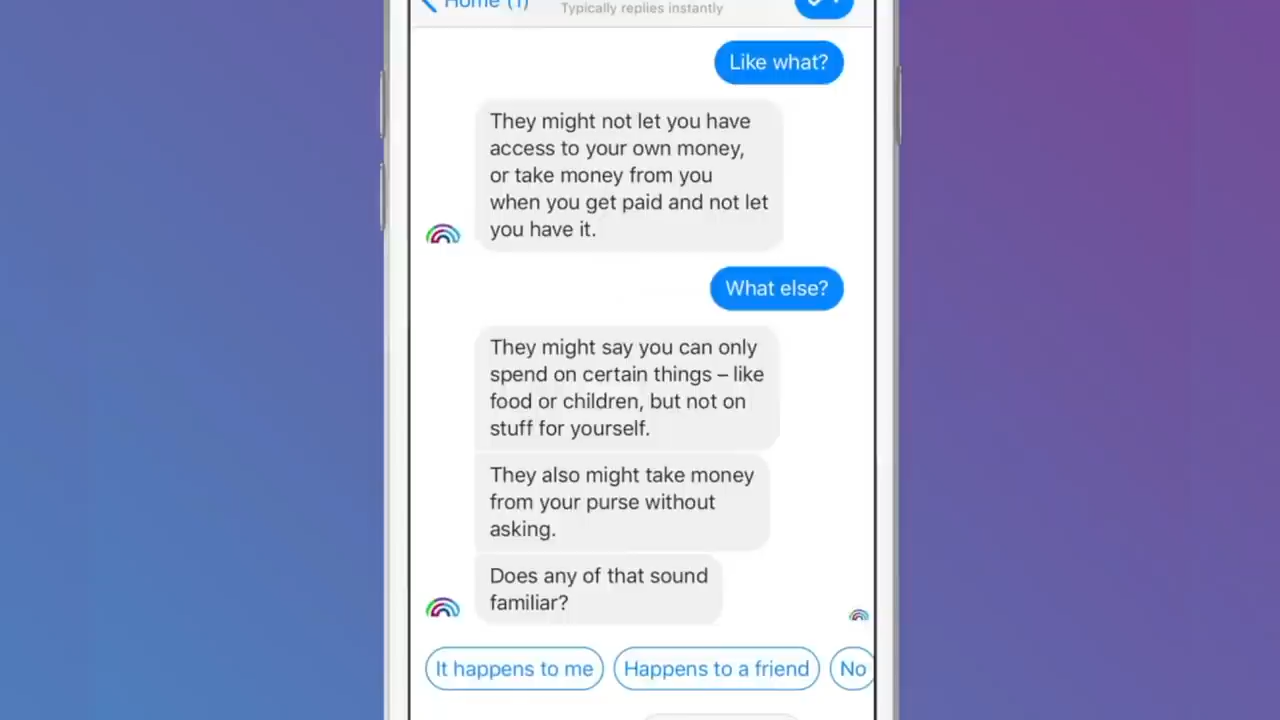 Home (1)
Typically replies instantly
Like what?
They might not let you have
access to your own money,
or take money from you
when you get paid and not let
you have it.
What else?
They might say you can only
spend on certain things – like
food or children, but not on
stuff for yourself.
They also might take money
from your purse without
asking.
Does any of that sound
familiar?
It happens to me
Happens to a friend
No